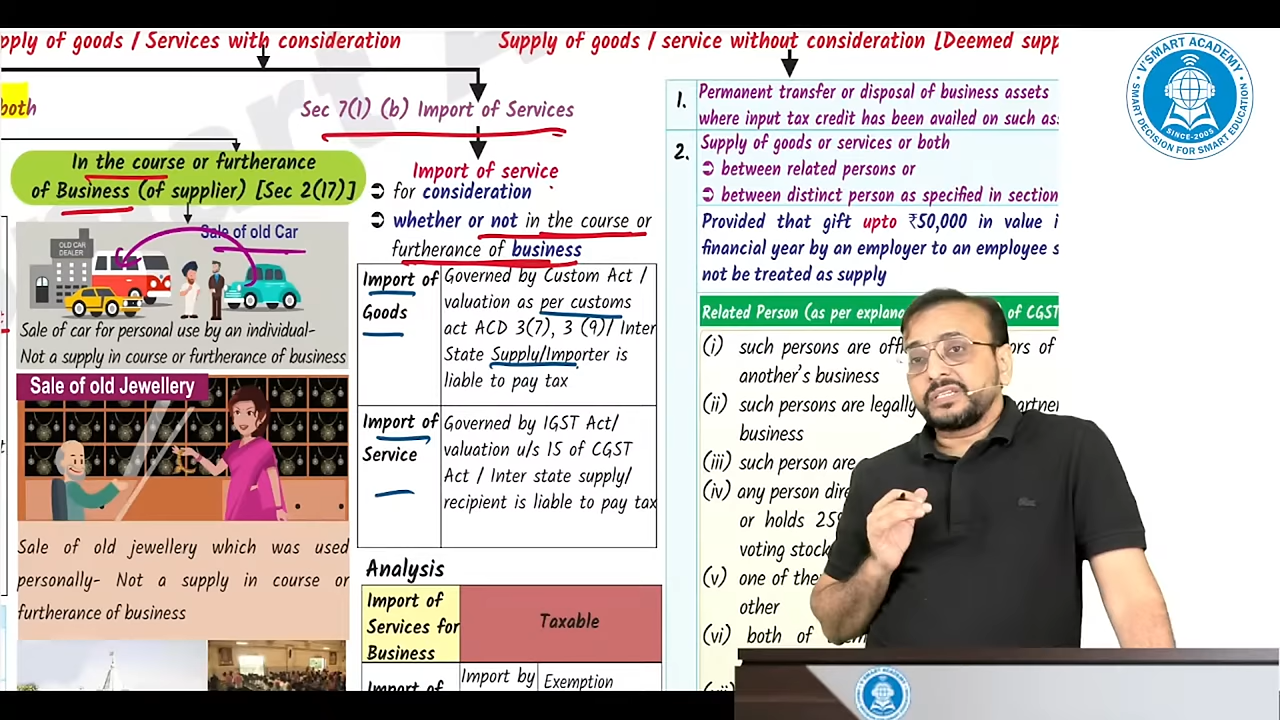 pply of goods / Services with consideration
Supply of goods / service without consideration [Deemed supp
both
Sec 7(1) (b) Import of Services
In the course or furtherance
of Business (of supplier) [Sec 2(17)]
Import of service
for consideration
whether or not in the course or
furtherance of business
Sale of old Car
OLD CAR
DEALER
Sale of car for personal use by an individual-
Not a supply in course or furtherance of business
Sale of old Jewellery
Sale of old jewellery which was used
personally- Not a supply in course or
furtherance of business
Import of
Goods
Governed by Custom Act /
valuation as per customs
act ACD 3(7), 3 (9)/ Inter
State Supply/Importer is
liable to pay tax
Import of
Service
Governed by IGST Act/
valuation u/s 15 of CGST
Act / Inter state supply/
recipient is liable to pay tax
Analysis
Import of
Services for
Business
Taxable
Import of
Import by
Exemption
1.
Permanent transfer or disposal of business assets
where input tax credit has been availed on such as
2.
Supply of goods or services or both
between related persons or
between distinct person as specified in section
Provided that gift upto ₹50,000 in value i
financial year by an employer to an employee s
not be treated as supply
Related Person (as per explana
of CGST
(i) such persons are off
ors of
another's business
(ii) such persons are legally
artne
business
(iii) such person are
(iv) any person dire
or holds 25
voting stock
(v) one of the
other
(vi) both of
V'SMART ACADEMY
SINCE-2005
SMART DECISION FOR SMART EDUCATION